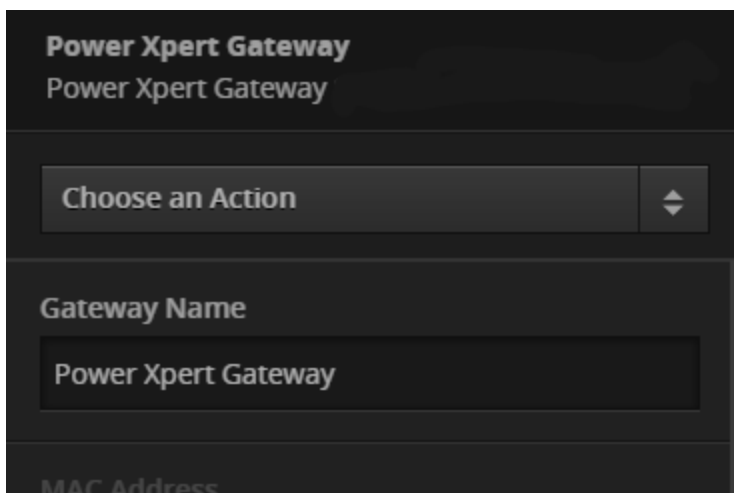 Power Xpert Gateway
Power Xpert Gateway
Choose an Action
Gateway Name
Power Xpert Gateway
MAC Address